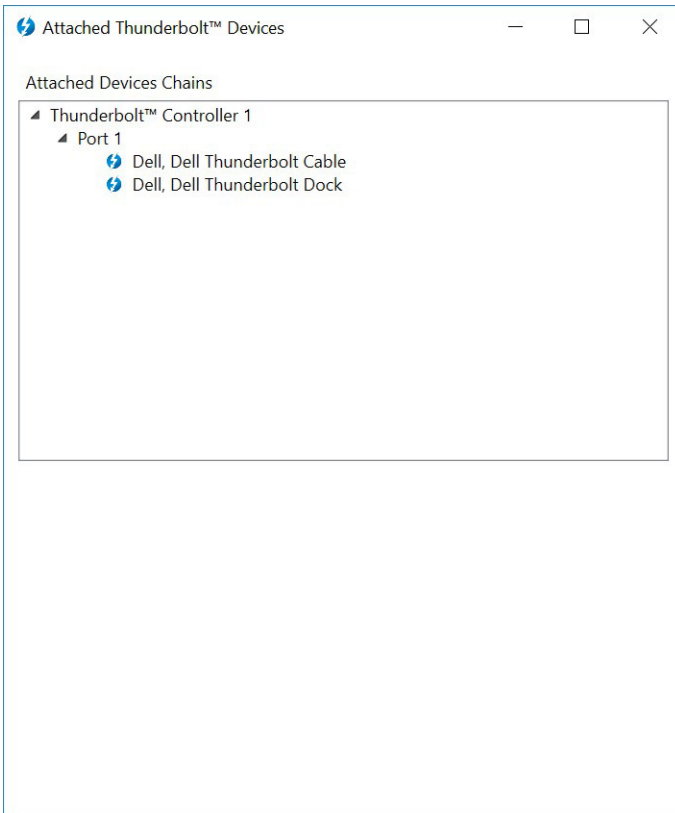 Attached Thunderbolt™ Devices
Attached Devices Chains
Thunderbolt™ Controller 1
Port 1
Dell, Dell Thunderbolt Cable
Dell, Dell Thunderbolt Dock